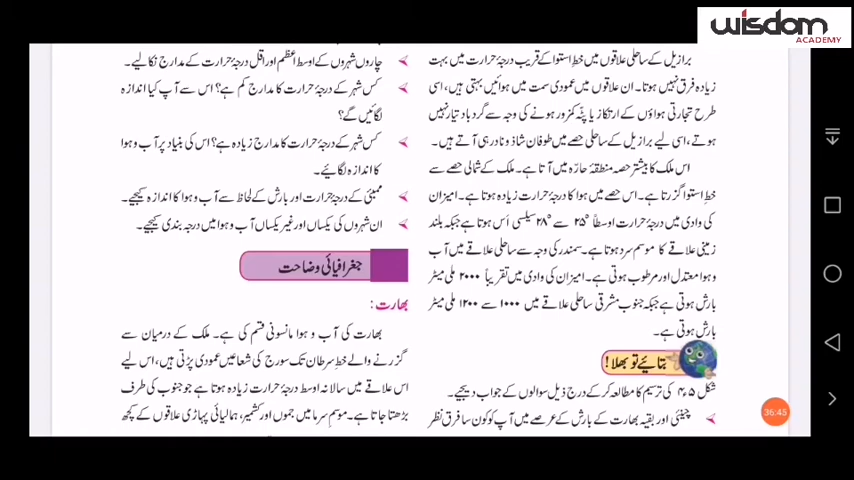 wisdom
ACADEMY
برازیل کے ساحلی علاقوں میں خط استوا کے قریب درجۂ حرارت میں بہت
زیادہ فرق نہیں ہوتا۔ ان علاقوں میں عمودی سمت میں ہوائیں بہتی ہیں، اسی
طرح تجارتی ہواؤں کے ارتکاز یا پٹّہ کمزور ہونے کی وجہ سے گردباد تیار نہیں
ہوتے، اسی لیے برازیل کے ساحلی حصے میں طوفان شاذ و نادر ہی آتے ہیں۔
اس ملک کا بیشتر حصہ منطقۂ حارّہ میں آتا ہے۔ ملک کے شمالی حصے سے
خطِ استوا گزرتا ہے۔ اس حصے میں ہوا کا درجۂ حرارت زیادہ ہوتا ہے۔ امیزان
کی وادی میں درجۂ حرارت اوسطاً °۲۵ سے °۲۸ سیلسی اُس ہوتا ہے جبکہ بلند
زمینی علاقے کا موسم سرد ہوتا ہے۔ سمندر کی وجہ سے ساحلی علاقے میں آب
و ہوا معتدل اور مرطوب ہوتی ہے۔ امیزان کی وادی میں تقریباً ۲۰۰۰ ملی میٹر
بارش ہوتی ہے جبکہ جنوب مشرقی ساحلی علاقے میں ۱۰۰۰ سے ۱۲۰۰ ملی میٹر
بارش ہوتی ہے۔
بتائیے تو بھلا!
شکل ۴ء۵ کی ترسیم کا مطالعہ کرکے درج ذیل سوالوں کے جواب دیجیے۔
➤ چینئی اور بقیہ بھارت کے بارش کے عرصے میں آپ کو کون سا فرق نظر
➤ چاروں شہروں کے اوسط اعظم اور اقل درجۂ حرارت کے مدارج نکالیے۔
➤ کس شہر کے درجۂ حرارت کا مدارج کم ہے؟ اس سے آپ کیا اندازہ
لگائیں گے؟
➤ کس شہر کے درجۂ حرارت کا مدارج زیادہ ہے؟ اس کی بنیاد پر آب و ہوا
کا اندازہ لگائیے۔
➤ ممبئی کے درجۂ حرارت اور بارش کے لحاظ سے آب و ہوا کا اندازہ کیجیے۔
➤ ان شہروں کی یکساں اور غیر یکساں آب و ہوا میں درجہ بندی کیجیے۔
جغرافیائی وضاحت
بھارت :
بھارت کی آب و ہوا مانسونی قسم کی ہے۔ ملک کے درمیان سے
گزرنے والے خطِ سرطان تک سورج کی شعاعیں عمودی پڑتی ہیں، اس لیے
اس علاقے میں سالانہ اوسط درجۂ حرارت زیادہ ہوتا ہے جو جنوب کی طرف
بڑھتا جاتا ہے۔ موسمِ سرما میں جموں اور کشمیر، ہمالیائی پہاڑی علاقوں کے کچھ
36:45